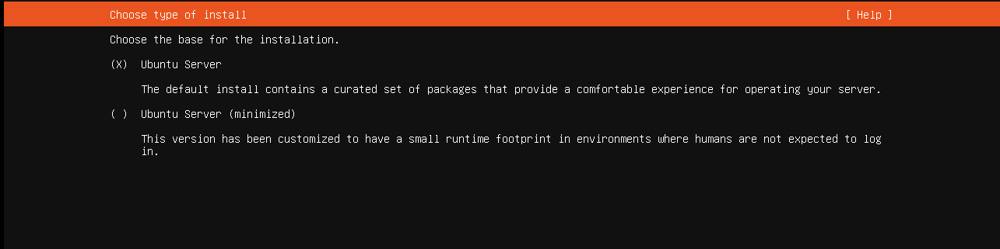 Choose type of install [ Help ]
Choose the base for the installation.
(X) Ubuntu Server
The default install contains a curated set of packages that provide a comfortable experience for operating your server.
( ) Ubuntu Server (minimized)
This version has been customized to have a small runtime footprint in environments where humans are not expected to log
in.